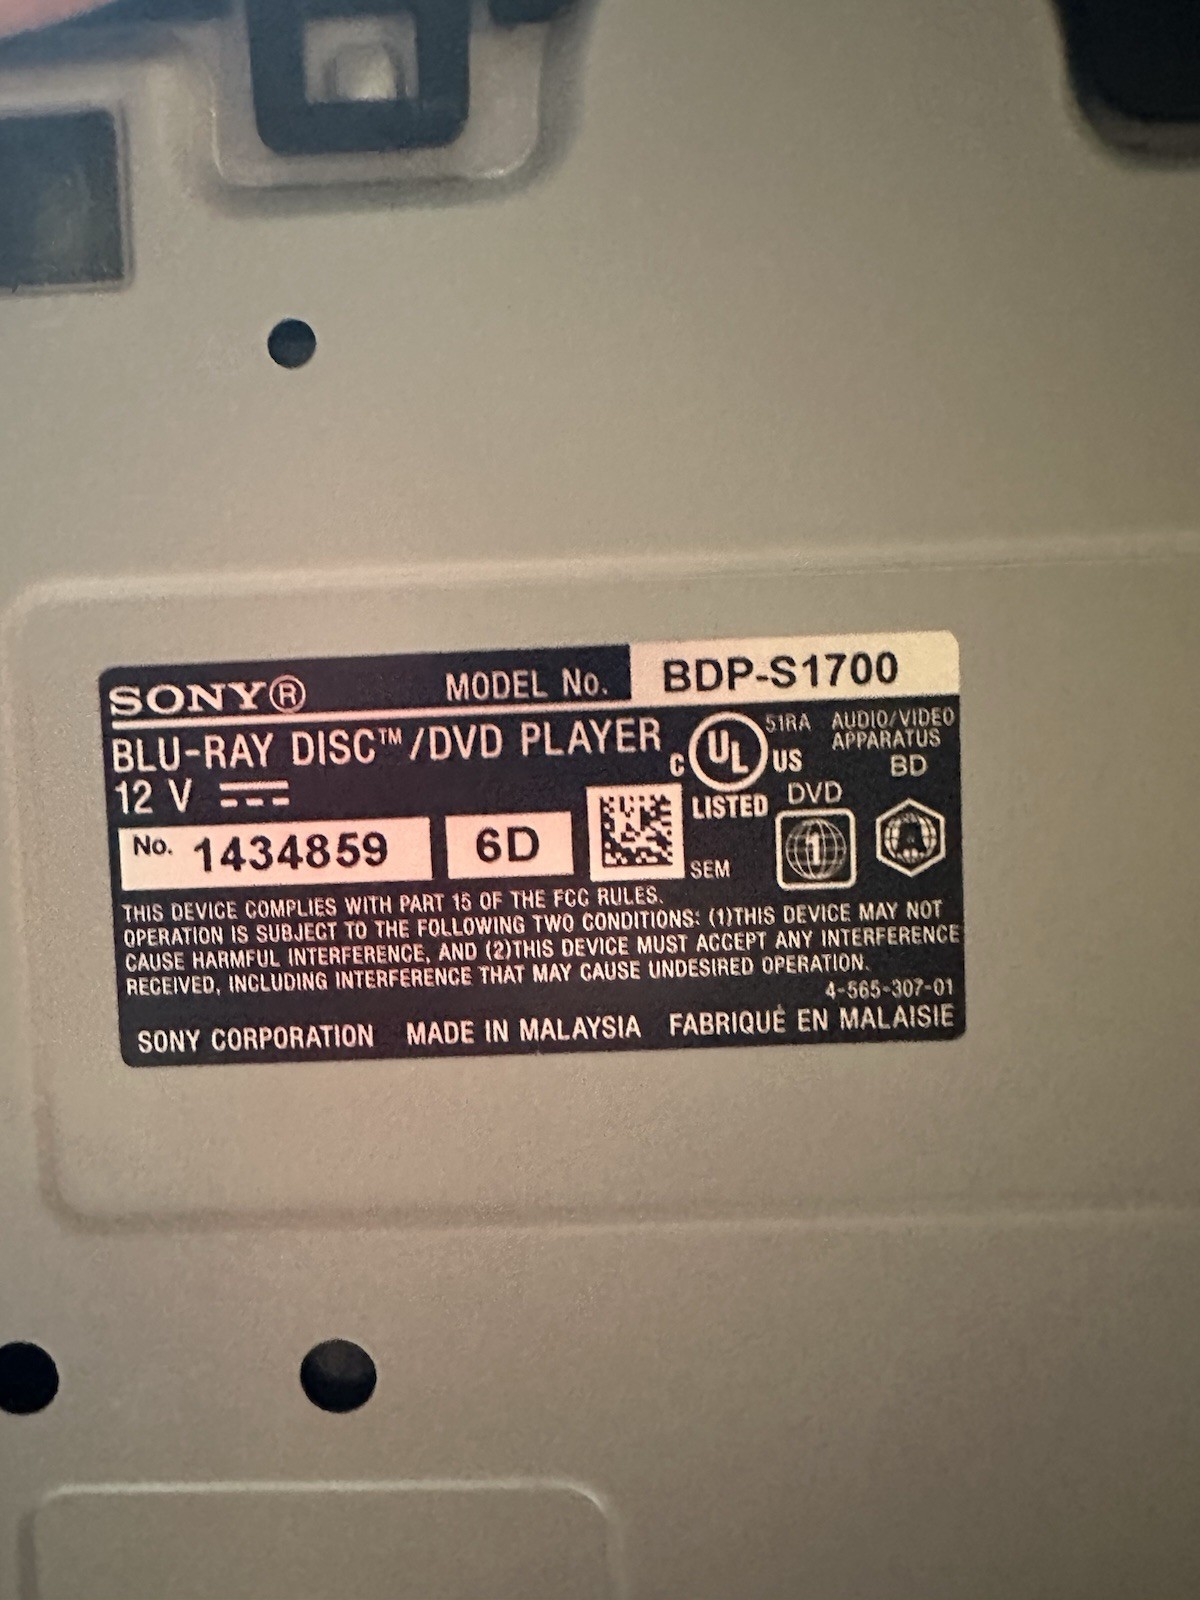 SONY® MODEL No. BDP-S1700
BLU-RAY DISC™/DVD PLAYER
12 V
C UL US 51RA AUDIO/VIDEO
APPARATUS
LISTED DVD BD
No. 1434859 6D
1 A
SEM
THIS DEVICE COMPLIES WITH PART 15 OF THE FCC RULES.
OPERATION IS SUBJECT TO THE FOLLOWING TWO CONDITIONS: (1)THIS DEVICE MAY NOT
CAUSE HARMFUL INTERFERENCE, AND (2)THIS DEVICE MUST ACCEPT ANY INTERFERENCE
RECEIVED, INCLUDING INTERFERENCE THAT MAY CAUSE UNDESIRED OPERATION.
4-565-307-01
SONY CORPORATION MADE IN MALAYSIA FABRIQUÉ EN MALAISIE